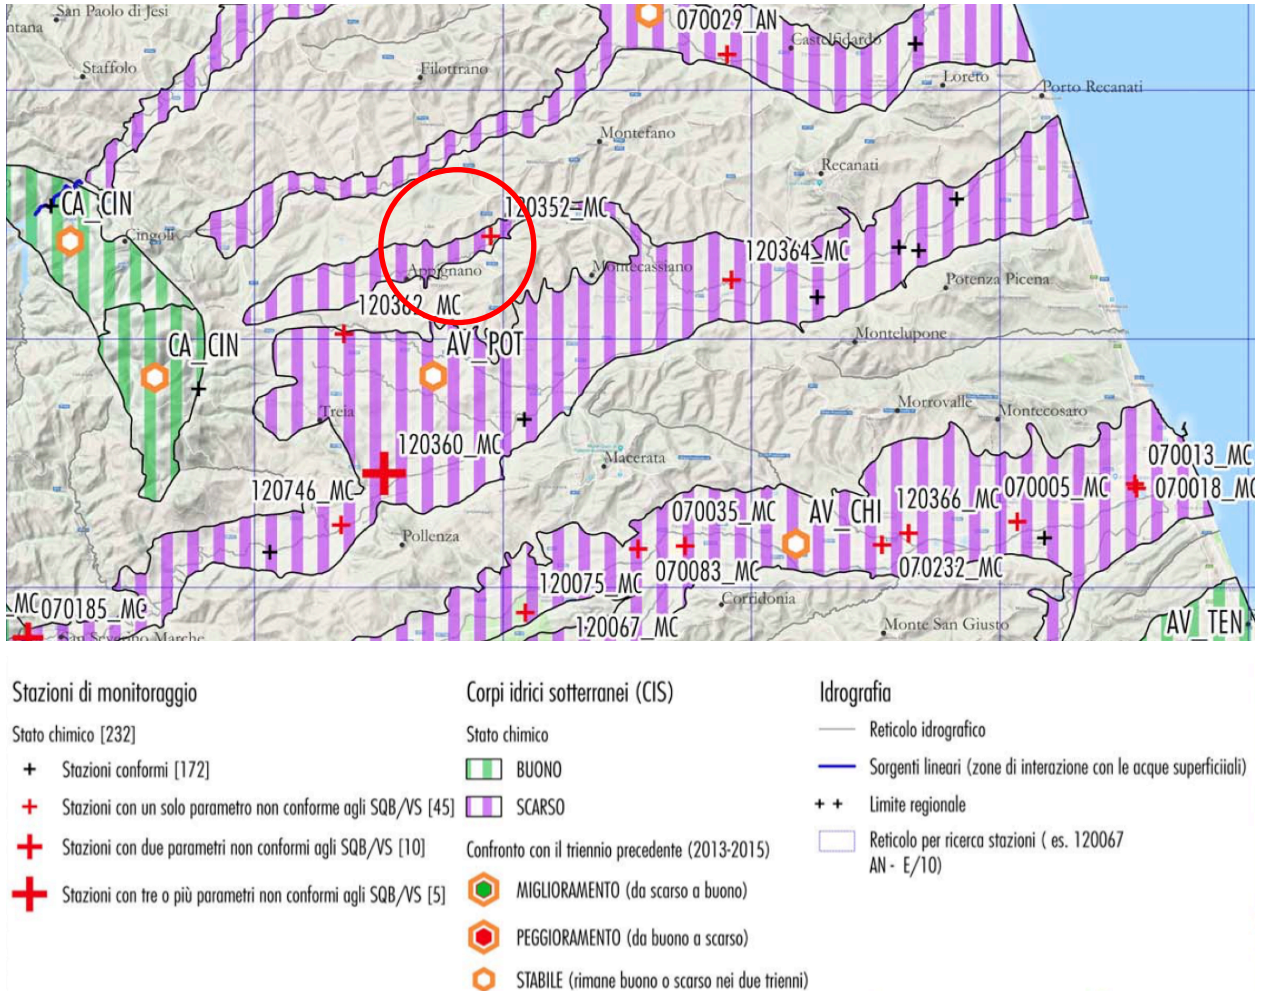 San Paolo di Jesi
ntana
070029_AN
Castelfidardo
Staffolo
Filottrano
Loreto
Porto Recanati
Montefano
Recanati
CA_CIN
120352_MC
Cingoli
120364_MC
Appignano
Montecassiano
Potenza Picena
120362_MC
Montelupone
CA_CIN
AV_POT
Treia
Morrovalle
Montecosaro
120360_MC
Macerata
070013_MC
120746_MC
070018_MC
070035_MC
AV_CHI
120366_MC
070005_MC
Pollenza
070083_MC
070232_MC
120075_MC
Corridonia
_MC
070185_MC
120067_MC
Monte San Giusto
AV_TEN
San Severino Marche
Stazioni di monitoraggio
Stato chimico [232]
Stazioni conformi [172]
Stazioni con un solo parametro non conforme agli SQB/VS [45]
Stazioni con due parametri non conformi agli SQB/VS [10]
Stazioni con tre o più parametri non conformi agli SQB/VS [5]
Corpi idrici sotterranei (CIS)
Stato chimico
BUONO
SCARSO
Confronto con il triennio precedente (2013-2015)
MIGLIORAMENTO (da scarso a buono)
PEGGIORAMENTO (da buono a scarso)
STABILE (rimane buono o scarso nei due trienni)
Idrografia
Reticolo idrografico
Sorgenti lineari (zone di interazione con le acque superficiiali)
Limite regionale
Reticolo per ricerca stazioni ( es. 120067
AN - E/10)